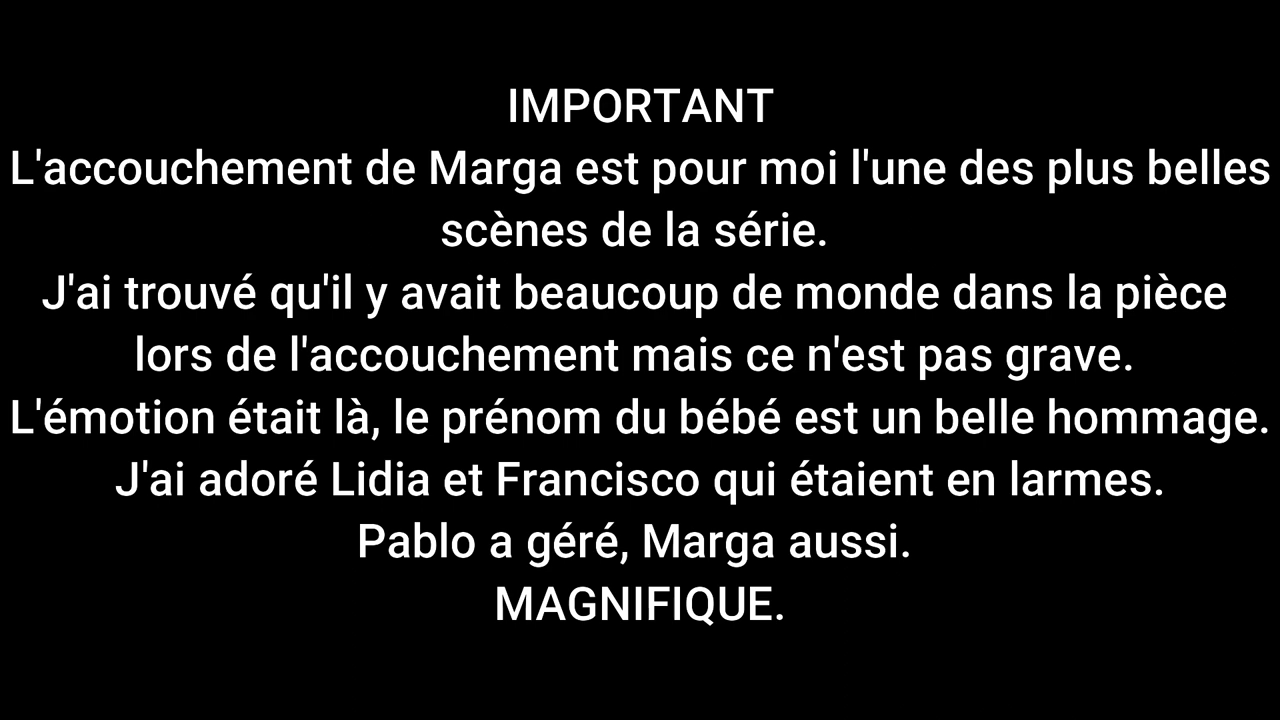 IMPORTANT
L'accouchement de Marga est pour moi l'une des plus belles
scènes de la série.
J'ai trouvé qu'il y avait beaucoup de monde dans la pièce
lors de l'accouchement mais ce n'est pas grave.
L'émotion était là, le prénom du bébé est un belle hommage.
J'ai adoré Lidia et Francisco qui étaient en larmes.
Pablo a géré, Marga aussi.
MAGNIFIQUE.